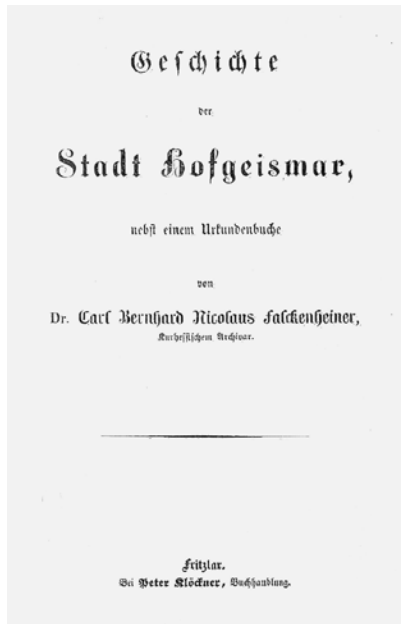 Geschichte
der
Stadt Hofgeismar,
nebst einem Urkundenbuche
von
Dr. Carl Bernhard Nicolaus Falckenheiner,
Kurhessischem Archivar.
Fritzlar.
Bei Peter Klöckner, Buchhandlung.